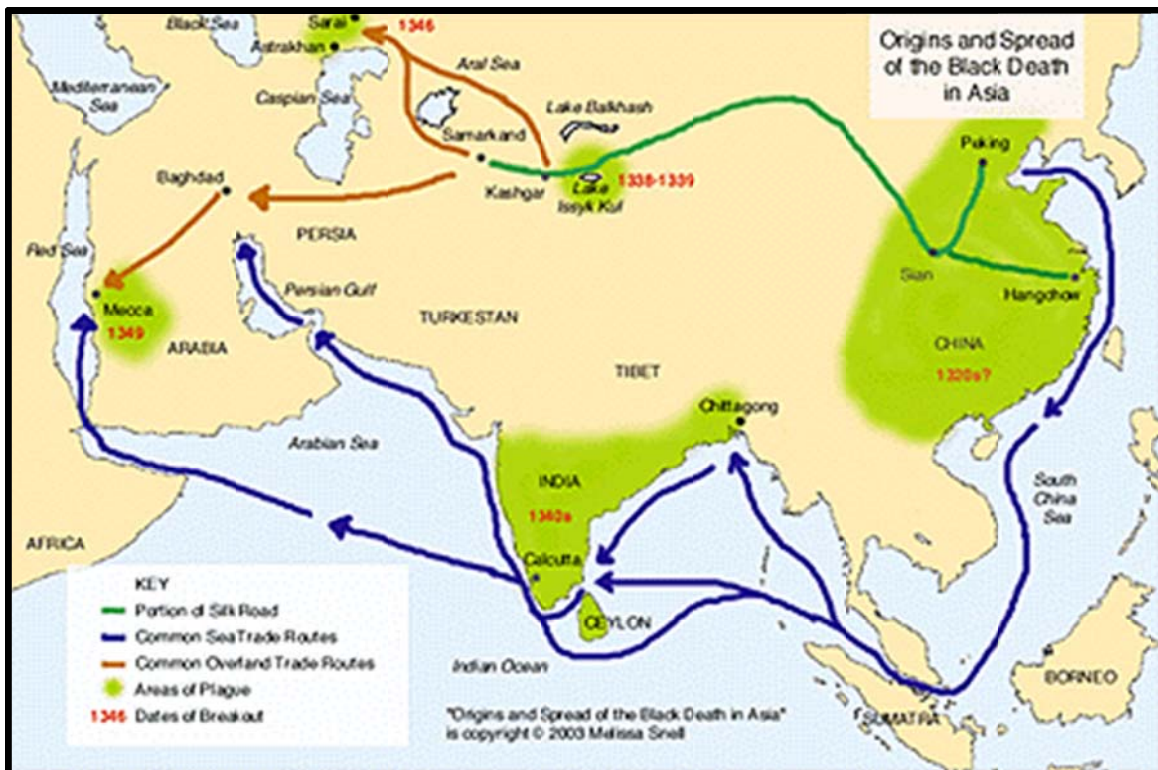 Origins and Spread
of the Black Death
in Asia
Black Sea
Sarai
1346
Astrakhan
Mediterranean
Sea
Caspian Sea
Aral Sea
Lake Balkhash
Samarkand
Kashgar
Lake
Issyk Kul
1338-1339
Peking
Baghdad
PERSIA
Red Sea
Persian Gulf
Mecca
1349
ARABIA
TURKESTAN
TIBET
Sian
Hangchow
CHINA
1320s?
Chittagong
Arabian Sea
INDIA
1340s
South
China
Sea
AFRICA
Calcutta
CEYLON
Indian Ocean
BORNEO
SUMATRA
KEY
Portion of Silk Road
Common Sea Trade Routes
Common Overland Trade Routes
Areas of Plague
1346 Dates of Breakout
"Origins and Spread of the Black Death in Asia"
is copyright © 2003 Melissa Snell